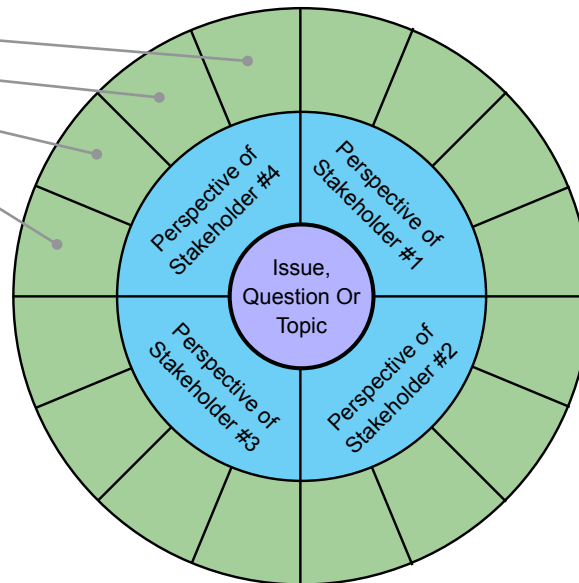 Perspective of
Stakeholder #4
Perspective of
Stakeholder #1
Issue,
Question Or
Topic
Perspective of
Stakeholder #3
Perspective of
Stakeholder #2